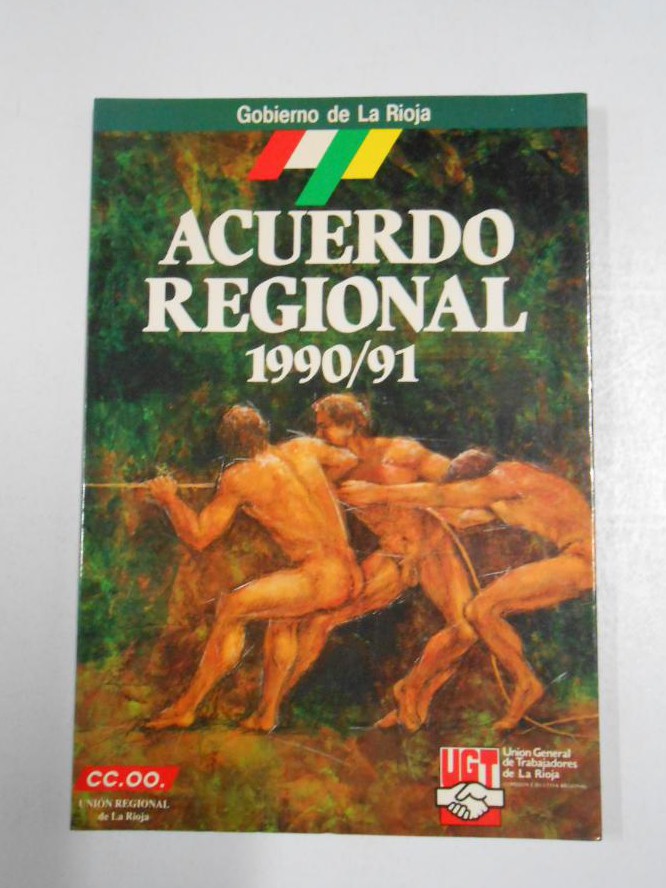 Gobierno de La Rioja
ACUERDO
REGIONAL
1990/91
CC.OO.
UNIÓN REGIONAL
de La Rioja
UGT
Union General
de Trabajadores
de La Rioja